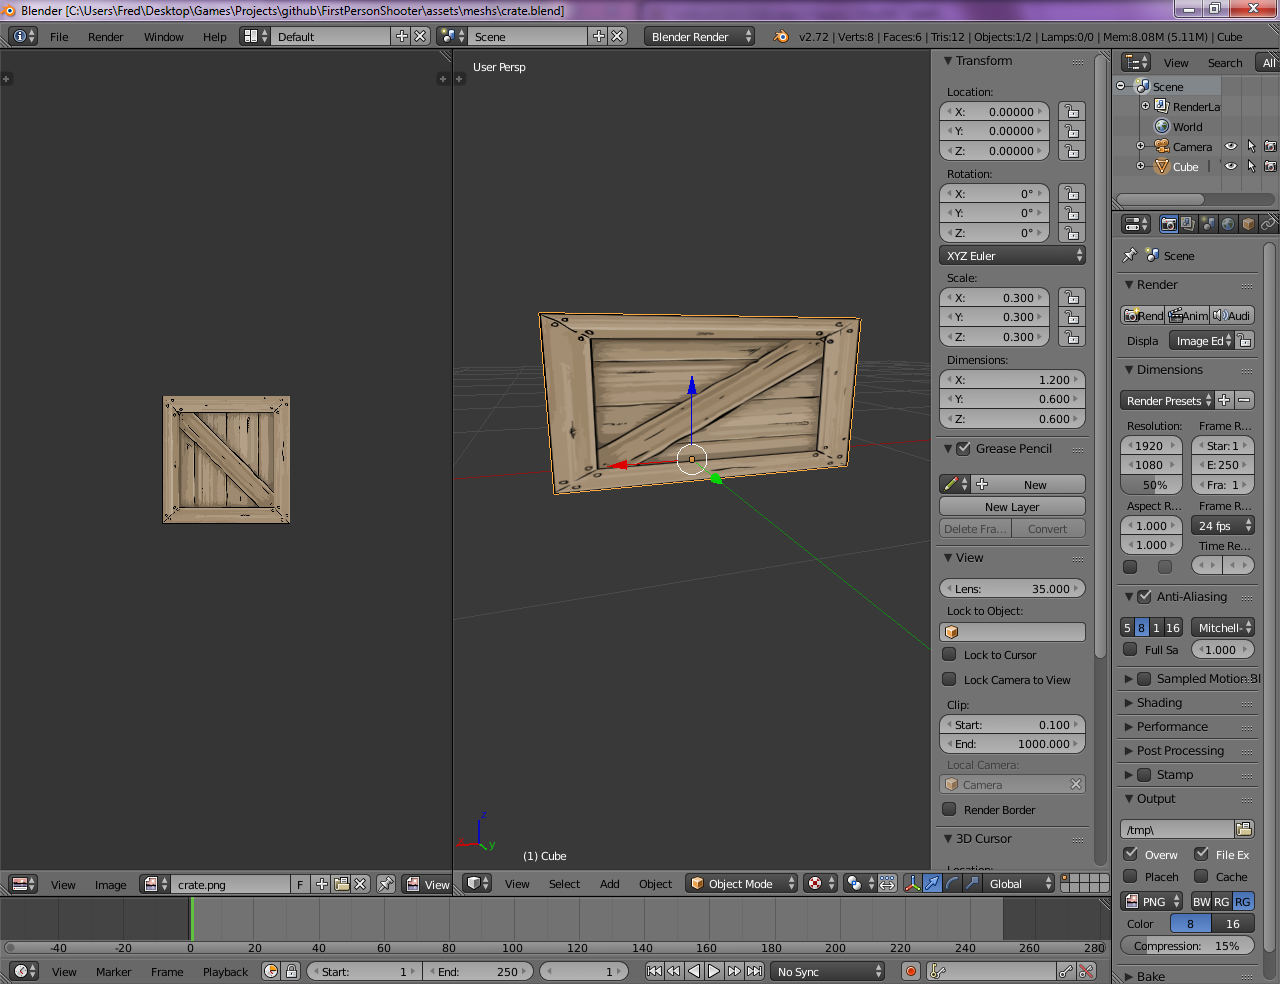 Blender [C:\Users\Fred\Desktop\Games\Projects\github\FirstPersonShooter\assets\meshs\crate.blend]
File Render Window Help Default Scene Blender Render v2.72 | Verts:8 | Faces:6 | Tris:12 | Objects:1/2 | Lamps:0/0 | Mem:8.08M (5.11M) | Cube
User Persp
Transform
Location:
X: 0.00000
Y: 0.00000
Z: 0.00000
Rotation:
X: 0°
Y: 0°
Z: 0°
XYZ Euler
Scale:
X: 0.300
Y: 0.300
Z: 0.300
Dimensions:
X: 1.200
Y: 0.600
Z: 0.600
Grease Pencil
New
New Layer
Delete Fra... Convert
View
Lens: 35.000
Lock to Object:
Lock to Cursor
Lock Camera to View
Clip:
Start: 0.100
End: 1000.000
Local Camera:
Camera
Render Border
3D Cursor
Location:
View Search All
Scene
RenderLa
World
Camera
Cube
Scene
Render
Rend Anim Audi
Displa Image Ed
Dimensions
Render Presets
Resolution: Frame R...
1920 Star: 1
1080 E: 250
50% Fra: 1
Aspect R... Frame R...
1.000 24 fps
1.000 Time Re...
Anti-Aliasing
5 8 1 16 Mitchell-
Full Sa 1.000
Sampled Motion Bl
Shading
Performance
Post Processing
Stamp
Output
/tmp\
Overw File Ex
Placeh Cache
PNG BW RG RG
Color 8 16
Compression: 15%
Bake
z
x y
(1) Cube
View Image crate.png F View
View Select Add Object Object Mode Global
-40 -20 0 20 40 60 80 100 120 140 160 180 200 220 240 260 280
View Marker Frame Playback Start: 1 End: 250 1 No Sync